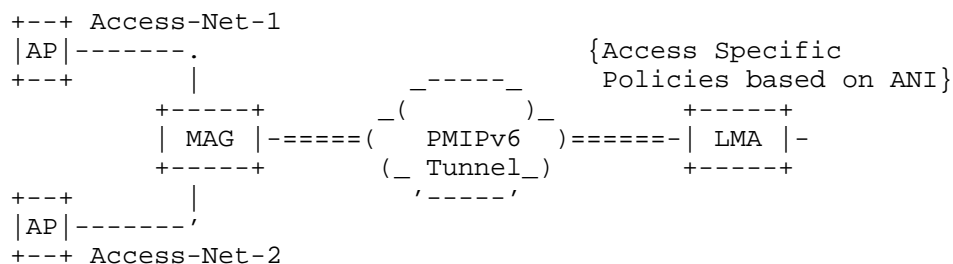 +--+ Access-Net-1
|AP|-------.                            {Access Specific
+--+       |             _-----_         Policies based on ANI}
        +-----+        _(       )_            +-----+
        | MAG |-=====(   PMIPv6   )======-| LMA |-
        +-----+       (_ Tunnel_)             +-----+
+--+       |            '-----'
|AP|-------'
+--+ Access-Net-2